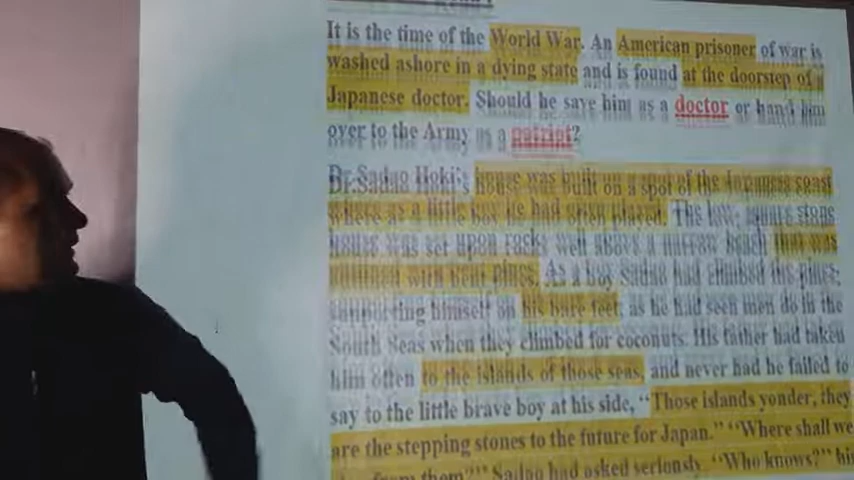 It is the time of the World War. An American prisoner of war is
washed ashore in a dying state and is found at the doorstep of a
Japanese doctor. Should he save him as a doctor or hand him
over to the Army as a patriot?
Dr.Sadao Hoki's house was built on a spot of the Japanese coast
where as a little boy he had often played. The low, square stone
house was set upon rocks well above a narrow beach that was
outlined with bent pines. As a boy Sadao had climbed the pines,
supporting himself on his bare feet, as he had seen men do in the
South Seas when they climbed for coconuts. His father had taken
him often to the islands of those seas, and never had he failed to
say to the little brave boy at his side, "Those islands yonder, they
are the stepping stones to the future for Japan." "Where shall we
from them?" Sadao had asked seriously. "Who knows?"